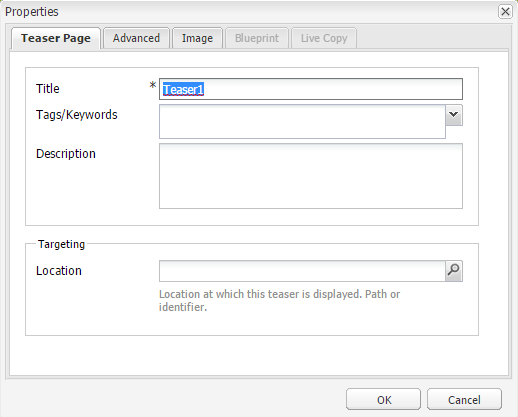 Properties
Teaser Page Advanced Image Blueprint Live Copy
Title * Teaser1
Tags/Keywords
Description
Targeting
Location
Location at which this teaser is displayed. Path or
identifier.
OK Cancel